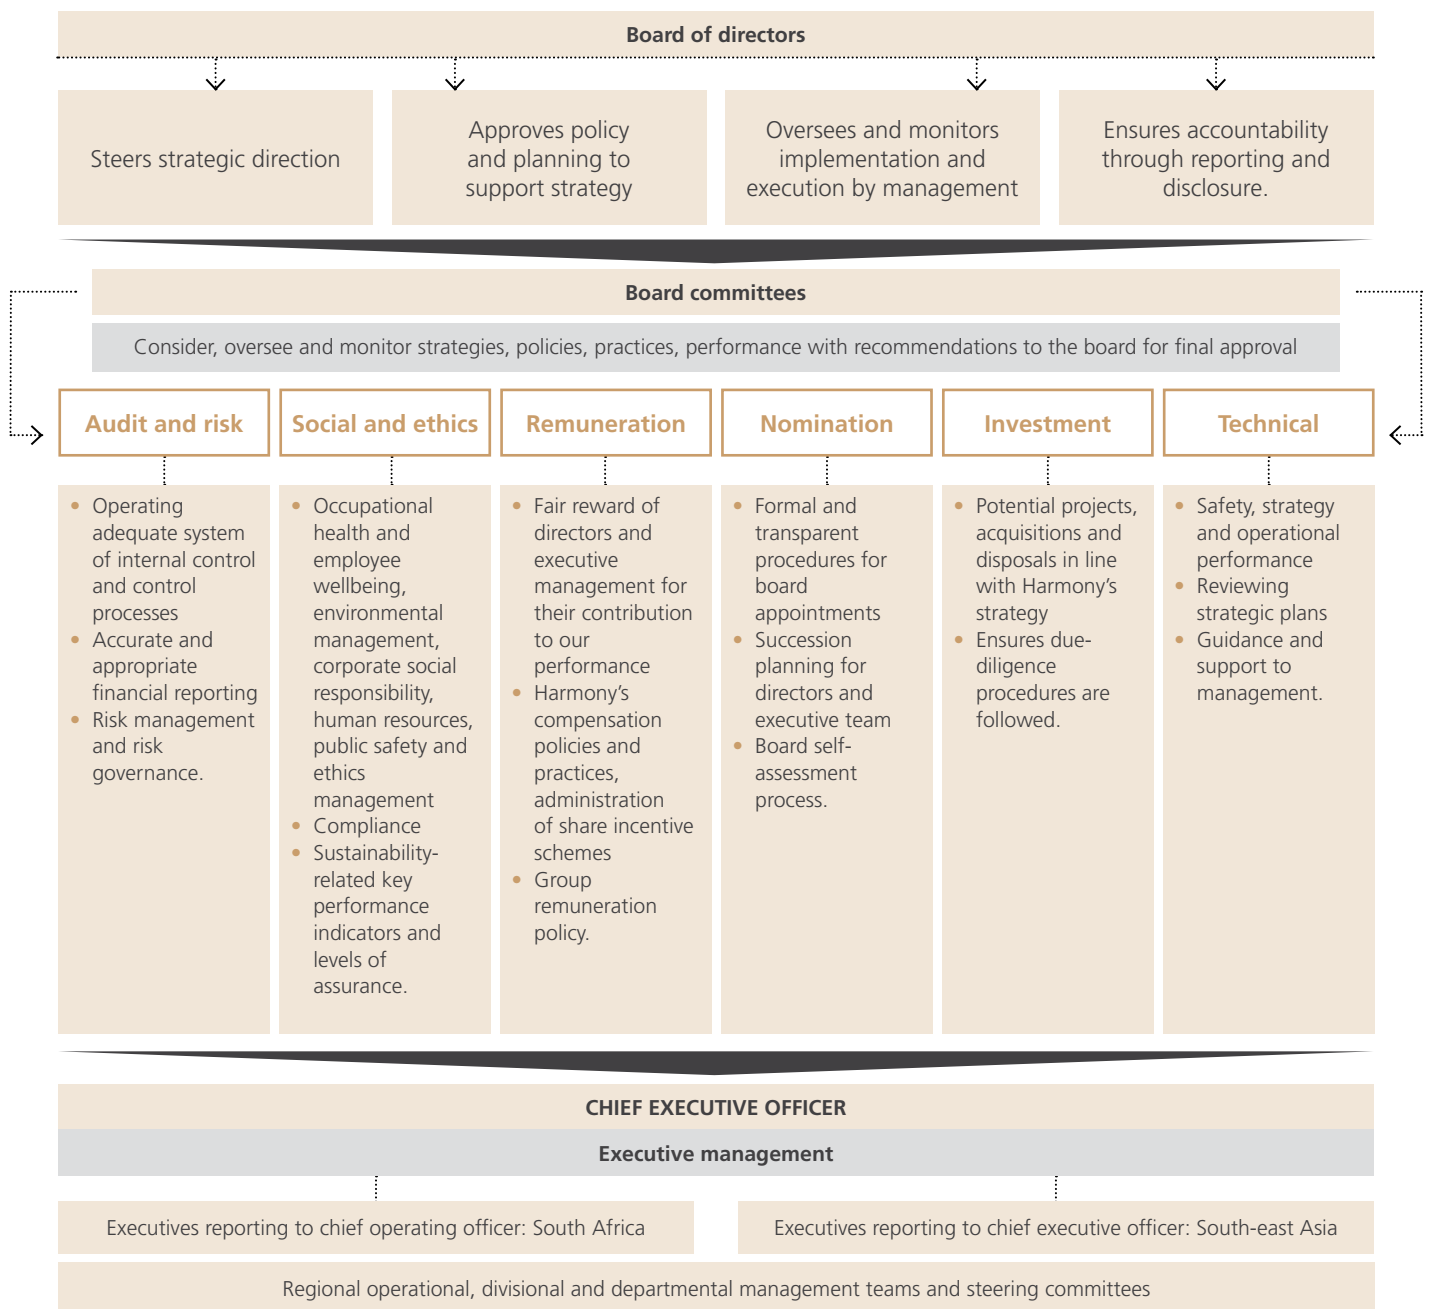 Board of directors
Steers strategic direction
Approves policy
and planning to
support strategy
Oversees and monitors
implementation and
execution by management
Ensures accountability
through reporting and
disclosure.
Board committees
Consider, oversee and monitor strategies, policies, practices, performance with recommendations to the board for final approval
Audit and risk
• Operating
adequate system
of internal control
and control
processes
• Accurate and
appropriate
financial reporting
• Risk management
and risk
governance.
Social and ethics
• Occupational
health and
employee
wellbeing,
environmental
management,
corporate social
responsibility,
human resources,
public safety and
ethics
management
• Compliance
• Sustainability-
related key
performance
indicators and
levels of
assurance.
Remuneration
• Fair reward of
directors and
executive
management for
their contribution
to our
performance
• Harmony’s
compensation
policies and
practices,
administration
of share incentive
schemes
• Group
remuneration
policy.
Nomination
• Formal and
transparent
procedures for
board
appointments
• Succession
planning for
directors and
executive team
• Board self-
assessment
process.
Investment
• Potential projects,
acquisitions and
disposals in line
with Harmony’s
strategy
• Ensures due-
diligence
procedures are
followed.
Technical
• Safety, strategy
and operational
performance
• Reviewing
strategic plans
• Guidance and
support to
management.
CHIEF EXECUTIVE OFFICER
Executive management
Executives reporting to chief operating officer: South Africa
Executives reporting to chief executive officer: South-east Asia
Regional operational, divisional and departmental management teams and steering committees